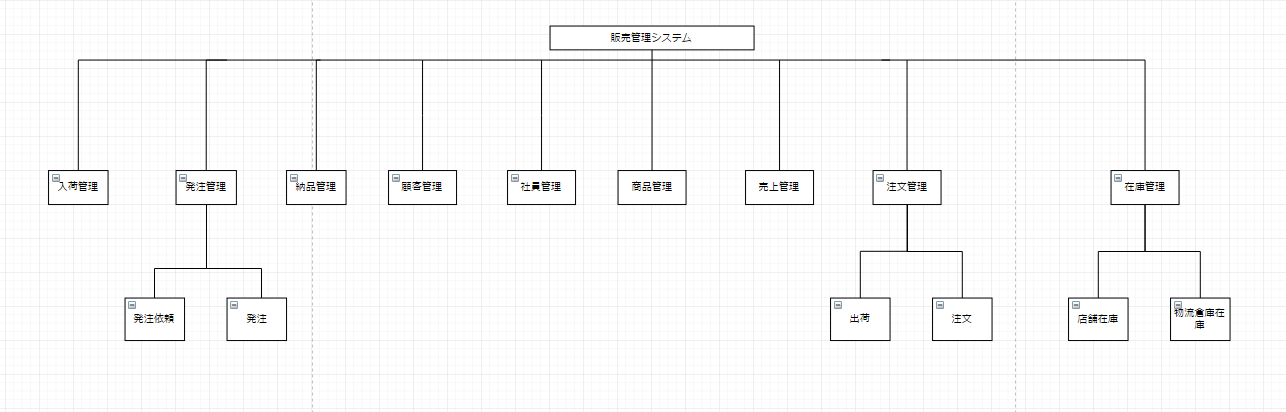 販売管理システム
入荷管理
発注管理
納品管理
顧客管理
社員管理
商品管理
売上管理
注文管理
在庫管理
発注依頼
発注
出荷
注文
店舗在庫
物流倉庫在
庫